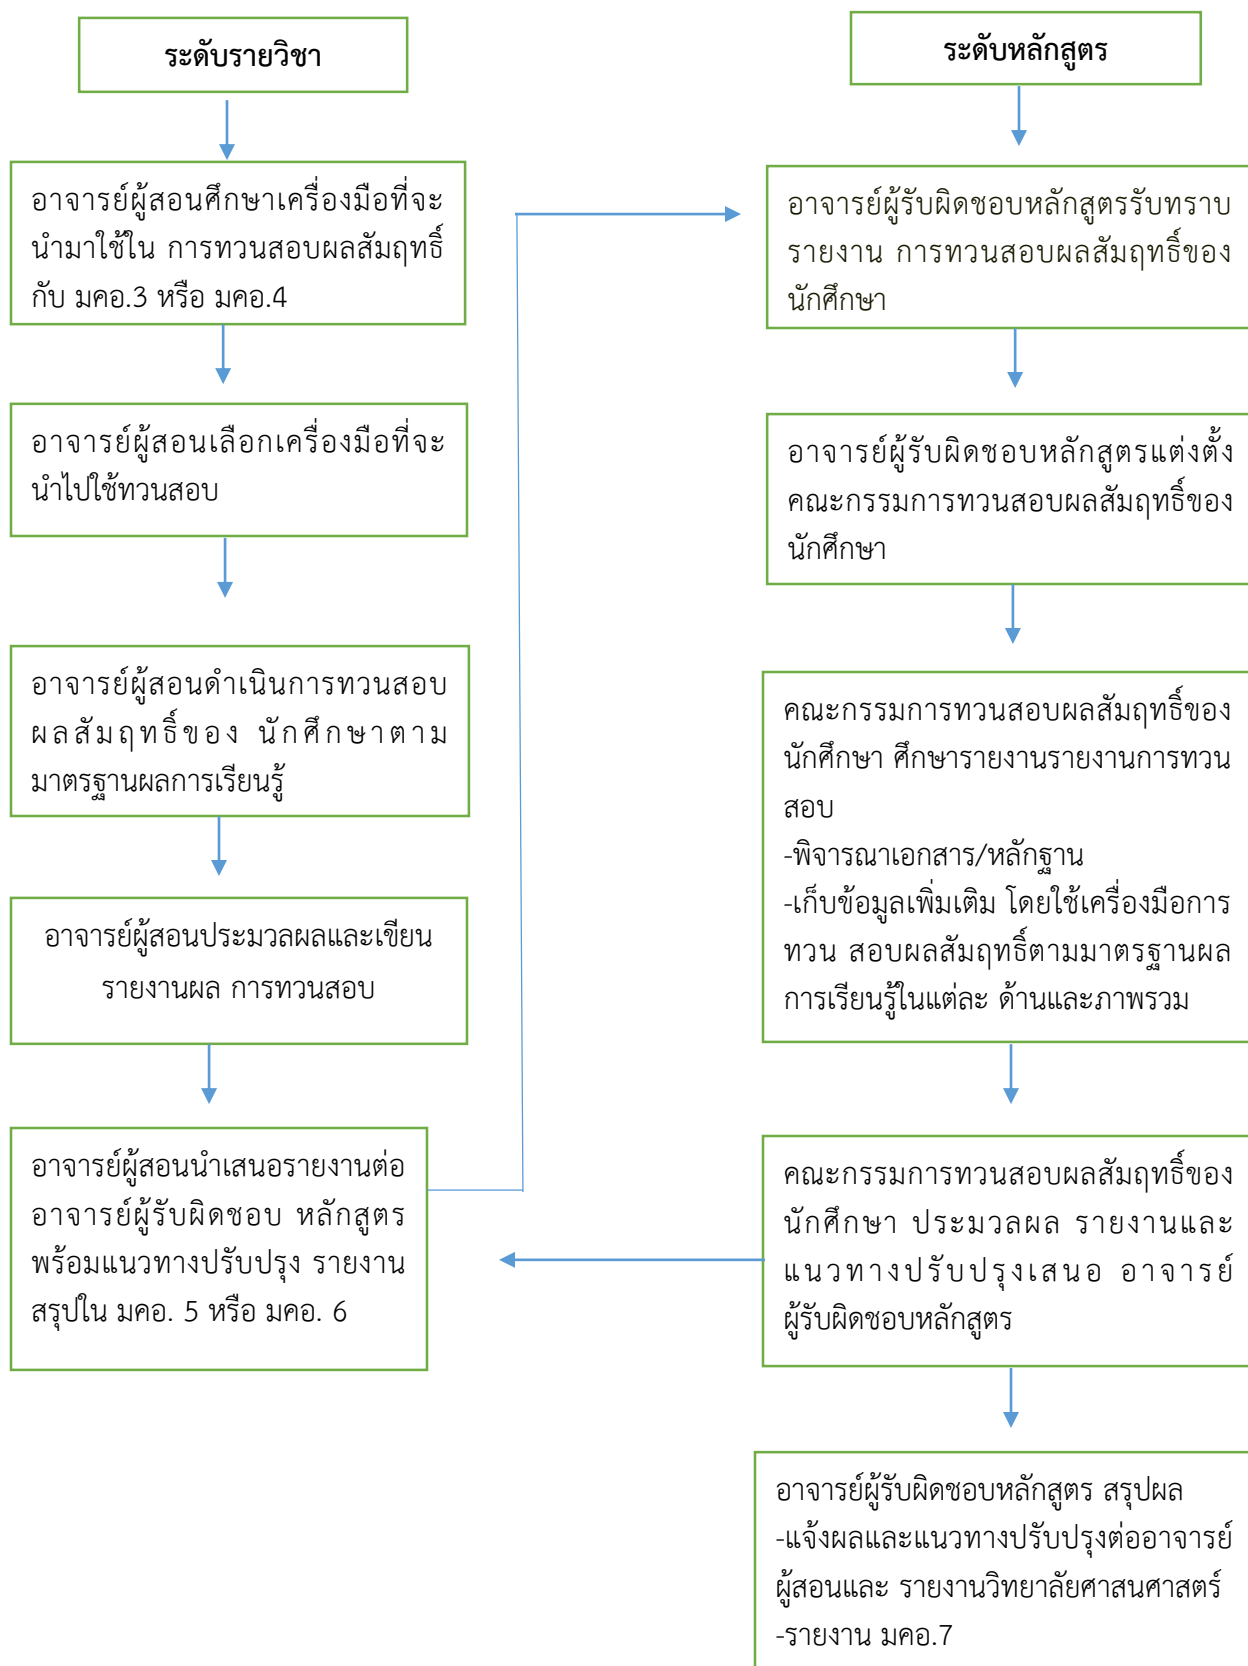 ระดับรายวิชา
อาจารย์ผู้สอนศึกษาเครื่องมือที่จะ
นำมาใช้ใน การทวนสอบผลสัมฤทธิ์
กับ มคอ.3 หรือ มคอ.4
อาจารย์ผู้สอนเลือกเครื่องมือที่จะ
นำไปใช้ทวนสอบ
อาจารย์ผู้สอนดำเนินการทวนสอบ
ผลสัมฤทธิ์ของ นักศึกษาตาม
มาตรฐานผลการเรียนรู้
อาจารย์ผู้สอนประมวลผลและเขียน
รายงานผล การทวนสอบ
อาจารย์ผู้สอนนำเสนอรายงานต่อ
อาจารย์ผู้รับผิดชอบ หลักสูตร
พร้อมแนวทางปรับปรุง รายงาน
สรุปใน มคอ. 5 หรือ มคอ. 6
ระดับหลักสูตร
อาจารย์ผู้รับผิดชอบหลักสูตรรับทราบ
รายงาน การทวนสอบผลสัมฤทธิ์ของ
นักศึกษา
อาจารย์ผู้รับผิดชอบหลักสูตรแต่งตั้ง
คณะกรรมการทวนสอบผลสัมฤทธิ์ของ
นักศึกษา
คณะกรรมการทวนสอบผลสัมฤทธิ์ของ
นักศึกษา ศึกษารายงานรายงานการทวน
สอบ
-พิจารณาเอกสาร/หลักฐาน
-เก็บข้อมูลเพิ่มเติม โดยใช้เครื่องมือการ
ทวน สอบผลสัมฤทธิ์ตามมาตรฐานผล
การเรียนรู้ในแต่ละ ด้านและภาพรวม
คณะกรรมการทวนสอบผลสัมฤทธิ์ของ
นักศึกษา ประมวลผล รายงานและ
แนวทางปรับปรุงเสนอ อาจารย์
ผู้รับผิดชอบหลักสูตร
อาจารย์ผู้รับผิดชอบหลักสูตร สรุปผล
-แจ้งผลและแนวทางปรับปรุงต่ออาจารย์
ผู้สอนและ รายงานวิทยาลัยศาสนศาสตร์
-รายงาน มคอ.7